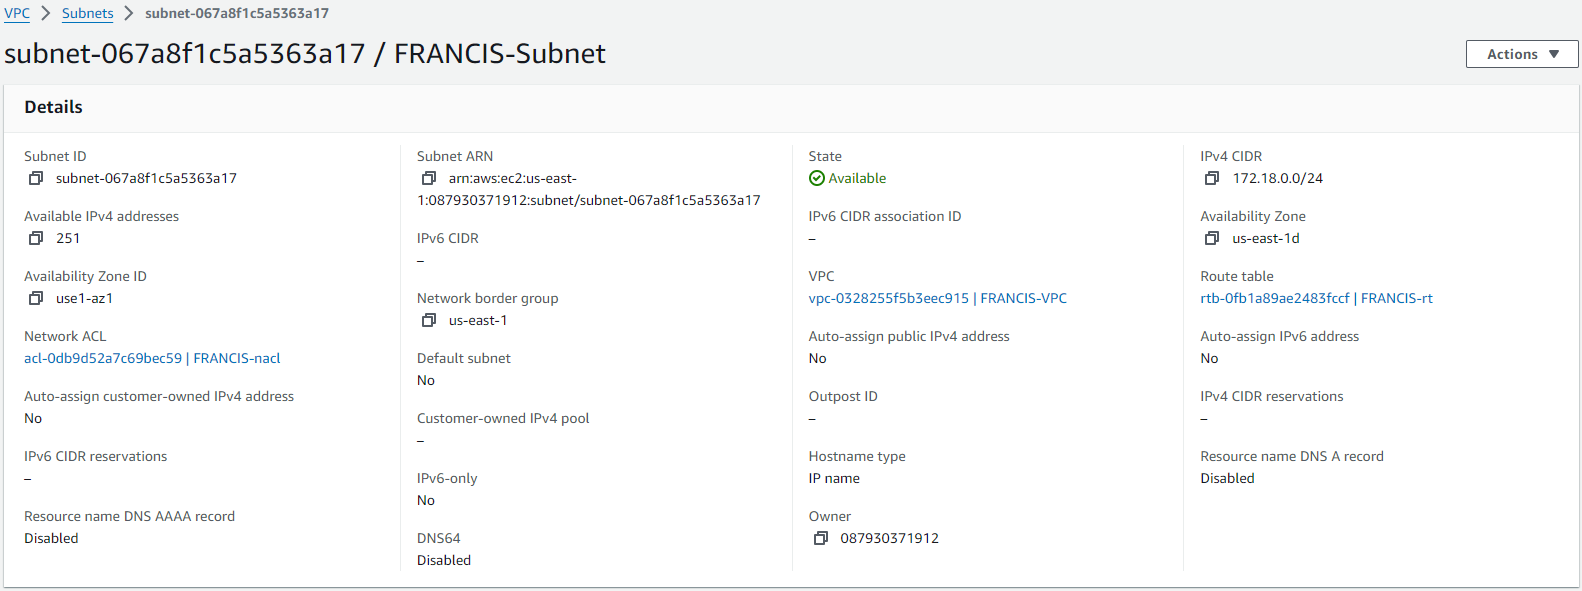 VPC > Subnets > subnet-067a8f1c5a5363a17
subnet-067a8f1c5a5363a17 / FRANCIS-Subnet
Actions
Details
Subnet ID
subnet-067a8f1c5a5363a17
Available IPv4 addresses
251
Availability Zone ID
use1-az1
Network ACL
acl-0db9d52a7c69bec59 | FRANCIS-nacl
Auto-assign customer-owned IPv4 address
No
IPv6 CIDR reservations
–
Resource name DNS AAAA record
Disabled
Subnet ARN
arn:aws:ec2:us-east-
1:087930371912:subnet/subnet-067a8f1c5a5363a17
IPv6 CIDR
–
Network border group
us-east-1
Default subnet
No
Customer-owned IPv4 pool
–
IPv6-only
No
DNS64
Disabled
State
Available
IPv6 CIDR association ID
–
VPC
vpc-0328255f5b3eec915 | FRANCIS-VPC
Auto-assign public IPv4 address
No
Outpost ID
–
Hostname type
IP name
Owner
087930371912
IPv4 CIDR
172.18.0.0/24
Availability Zone
us-east-1d
Route table
rtb-0fb1a89ae2483fccf | FRANCIS-rt
Auto-assign IPv6 address
No
IPv4 CIDR reservations
–
Resource name DNS A record
Disabled